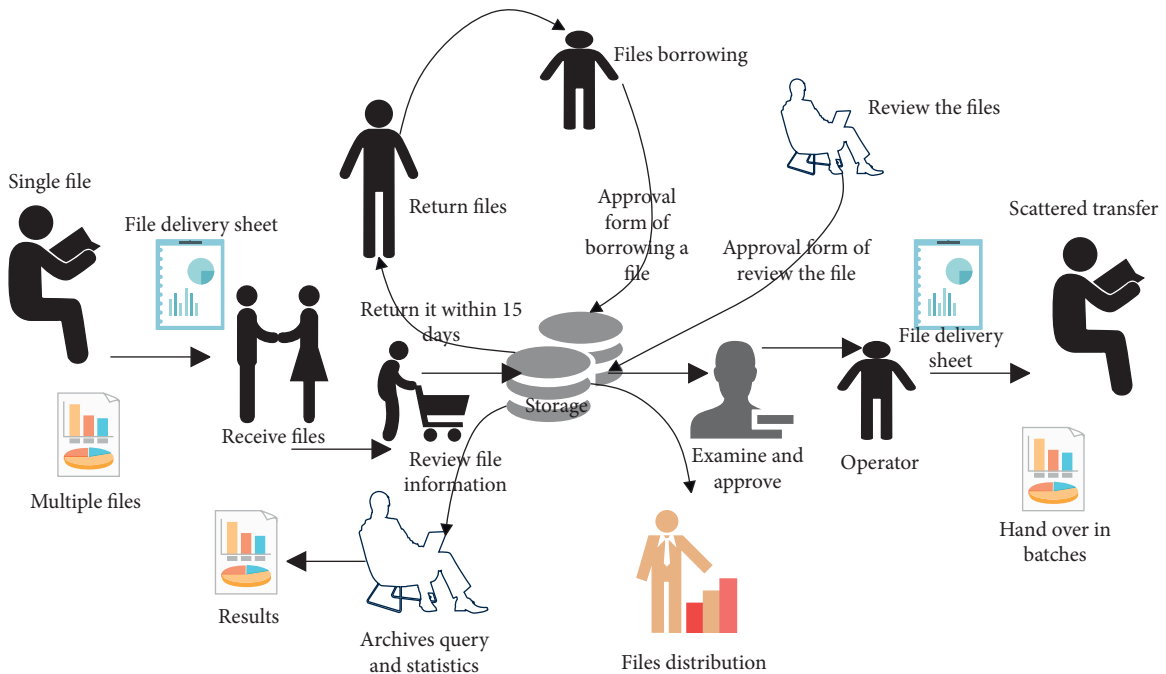 Files borrowing
Review the files
Single file
Return files
File delivery sheet
Approval
form of
borrowing a
file
Approval form of
review the file
Scattered transfer
Return it within 15
days
File delivery
sheet
Storage
Receive files
Review file
information
Examine and
approve
Operator
Multiple files
Hand over in
batches
Results
Archives query
and statistics
Files distribution